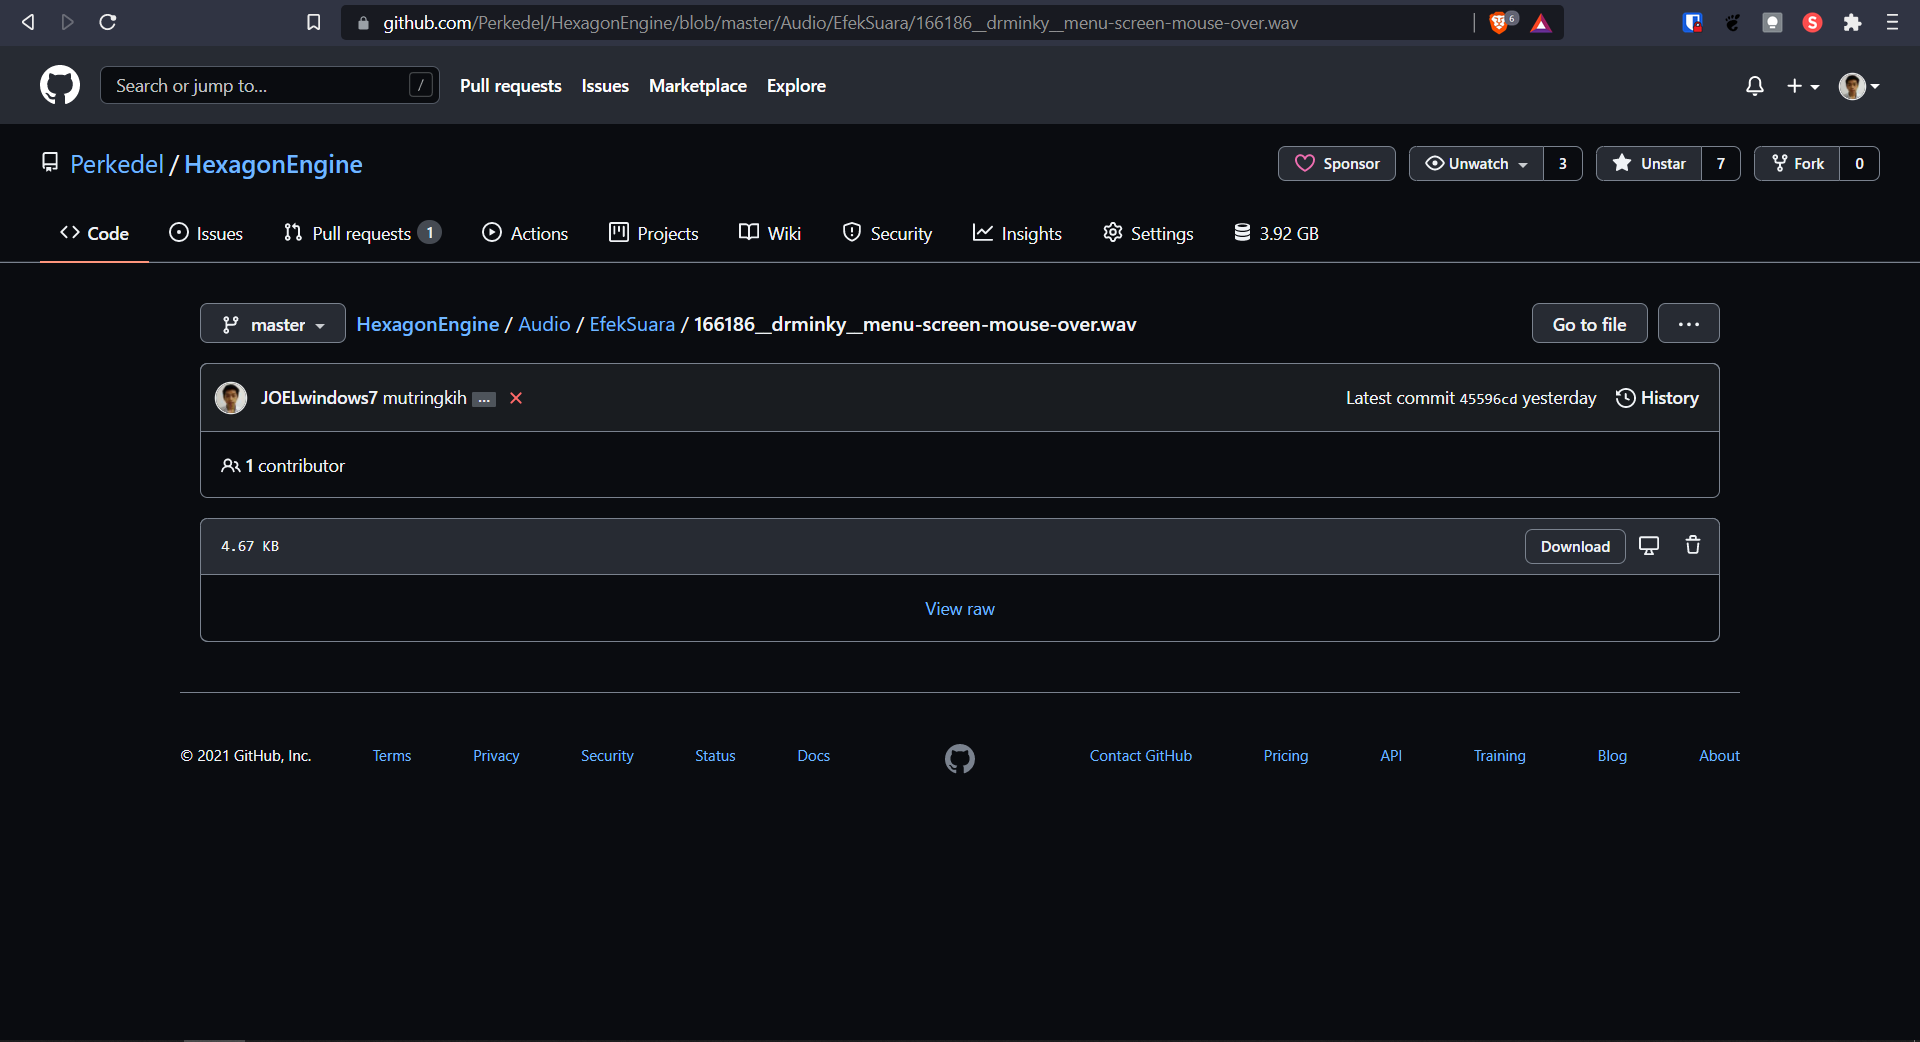 github.com/Perkedel/HexagonEngine/blob/master/Audio/EfekSuara/166186__drminky__menu-screen-mouse-over.wav 6 S
Search or jump to... / Pull requests Issues Marketplace Explore
Perkedel / HexagonEngine Sponsor Unwatch 3 Unstar 7 Fork 0
Code Issues Pull requests 1 Actions Projects Wiki Security Insights Settings 3.92 GB
master HexagonEngine / Audio / EfekSuara / 166186__drminky__menu-screen-mouse-over.wav Go to file ...
JOELwindows7 mutringkih ... Latest commit 45596cd yesterday History
1 contributor
4.67 KB Download
View raw
© 2021 GitHub, Inc. Terms Privacy Security Status Docs Contact GitHub Pricing API Training Blog About